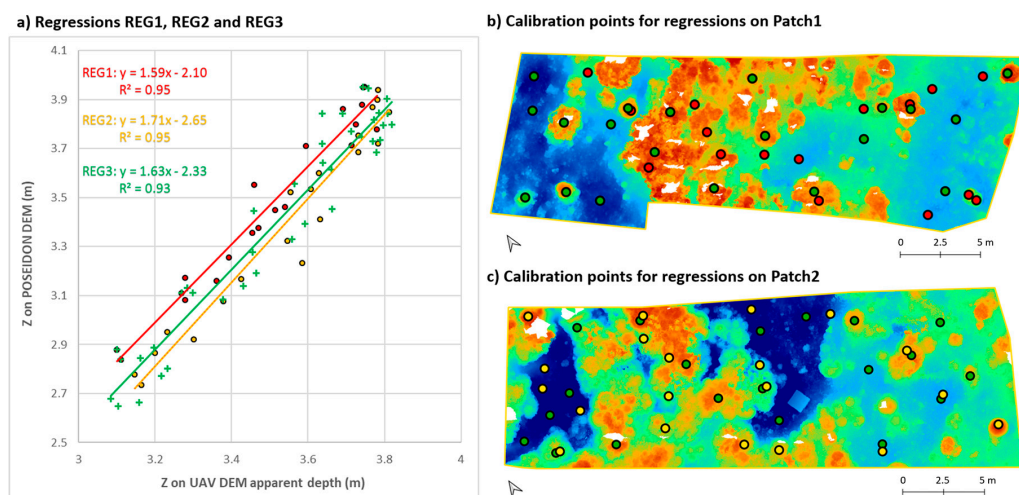 a) Regressions REG1, REG2 and REG3
4.1
3.9
3.7
3.5
3.3
3.1
2.9
2.7
2.5
3
3.2
3.4
3.6
3.8
4
Z on POSEIDON DEM (m)
Z on UAV DEM apparent depth (m)
REG1: y = 1.59x - 2.10
R² = 0.95
REG2: y = 1.71x - 2.65
R² = 0.95
REG3: y = 1.63x - 2.33
R² = 0.93
b) Calibration points for regressions on Patch1
0 2.5 5 m
c) Calibration points for regressions on Patch2
0 2.5 5 m